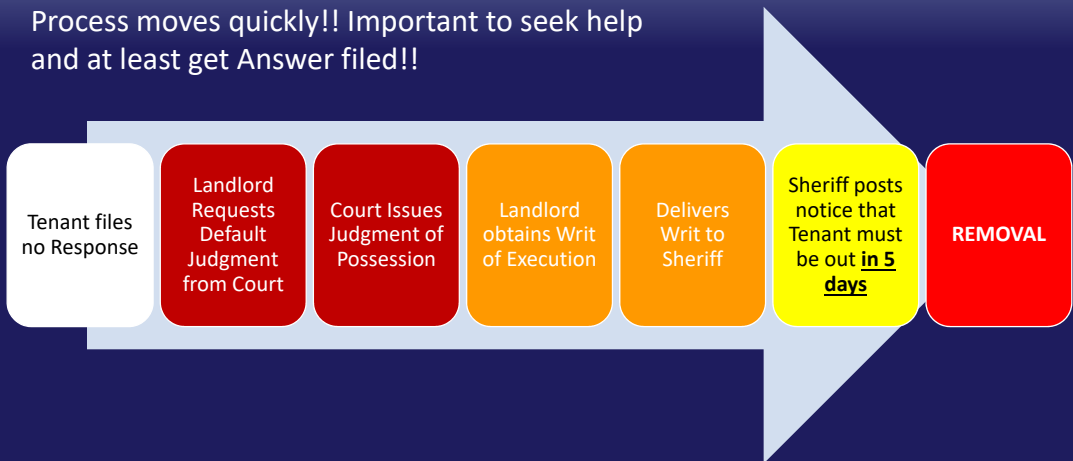 Process moves quickly!! Important to seek help
and at least get Answer filed!!
Tenant files
no Response
Landlord
Requests
Default
Judgment
from Court
Court Issues
Judgment of
Possession
Landlord
obtains Writ
of Execution
Delivers
Writ to
Sheriff
Sheriff posts
notice that
Tenant must
be out in 5
days
REMOVAL